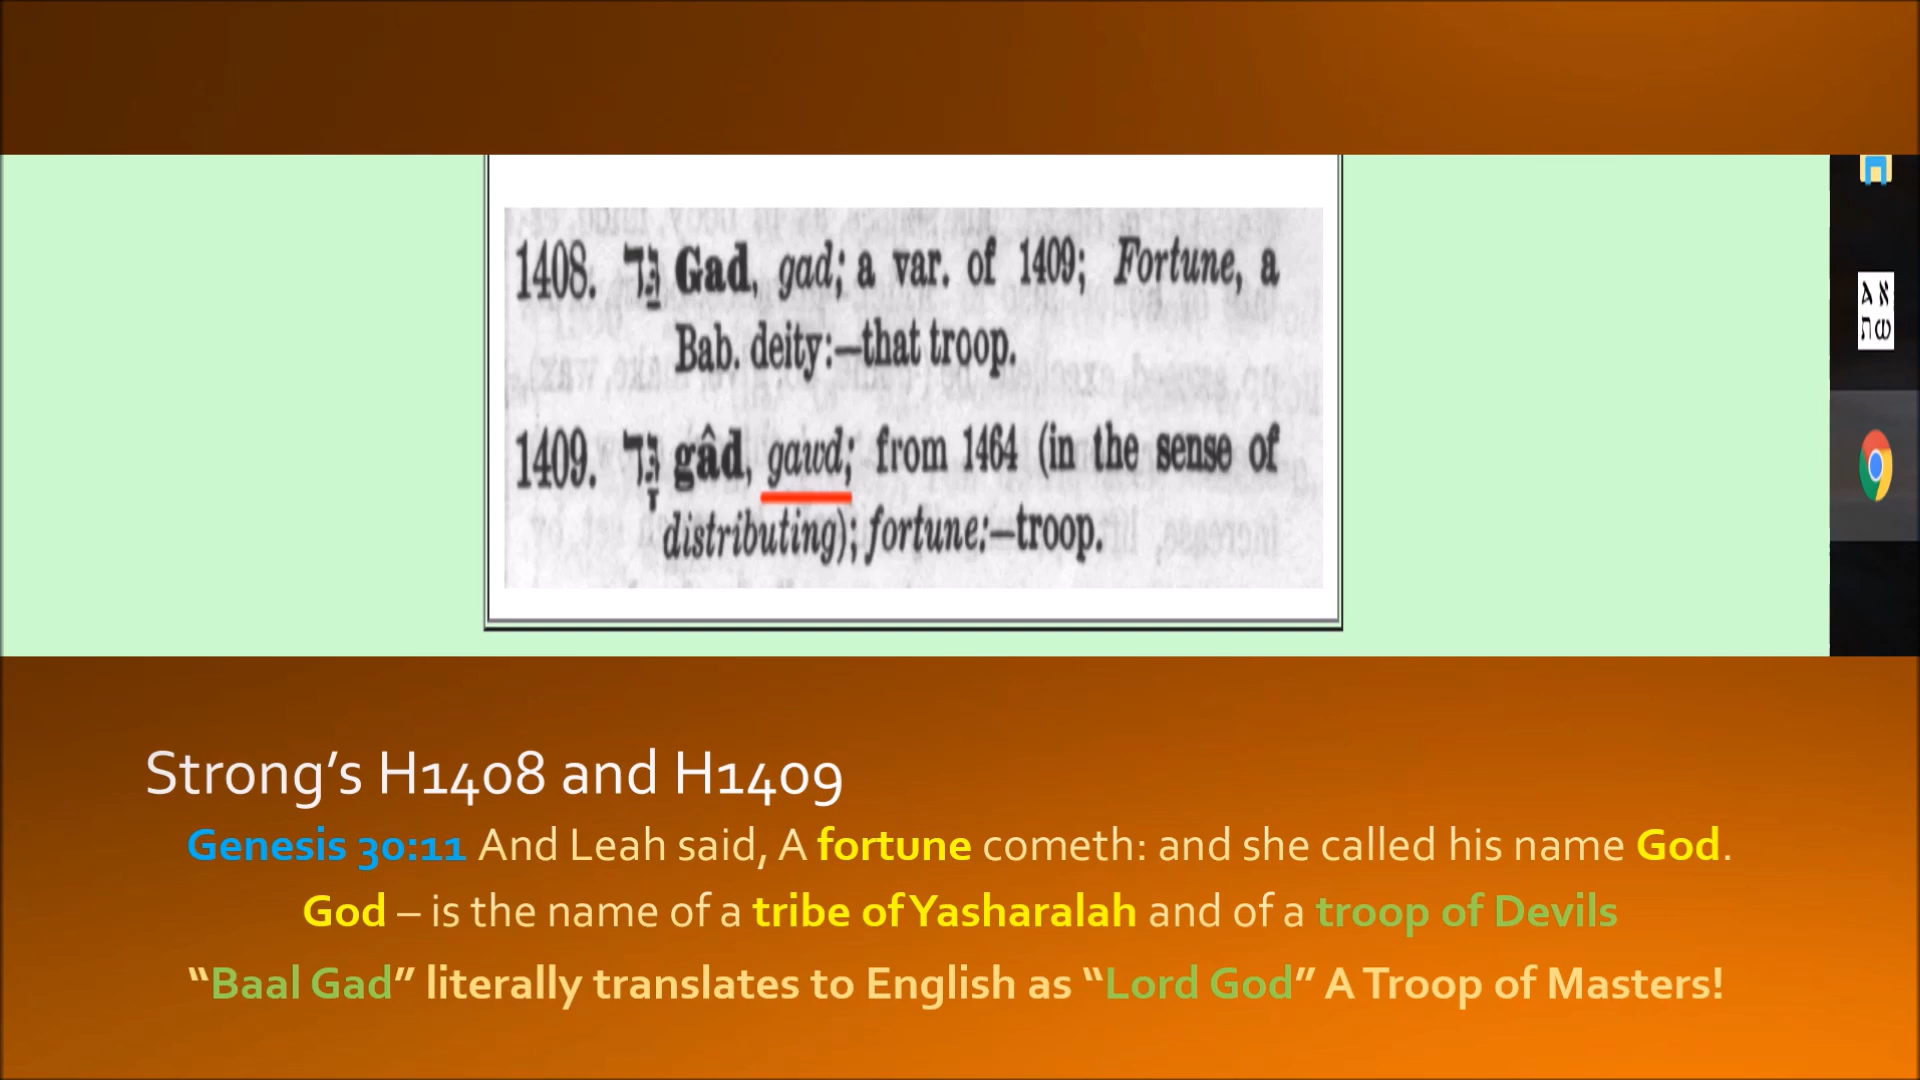 1408. גַּד Gad, gad; a var. of 1409; Fortune, a
Bab. deity:—that troop.
1409. גָּד gâd, gawd; from 1464 (in the sense of
distributing); fortune:—troop.
א
ש ת
Strong’s H1408 and H1409
Genesis 30:11 And Leah said, A fortune cometh: and she called his name God.
God – is the name of a tribe of Yasharalah and of a troop of Devils
“Baal Gad” literally translates to English as “Lord God” A Troop of Masters!